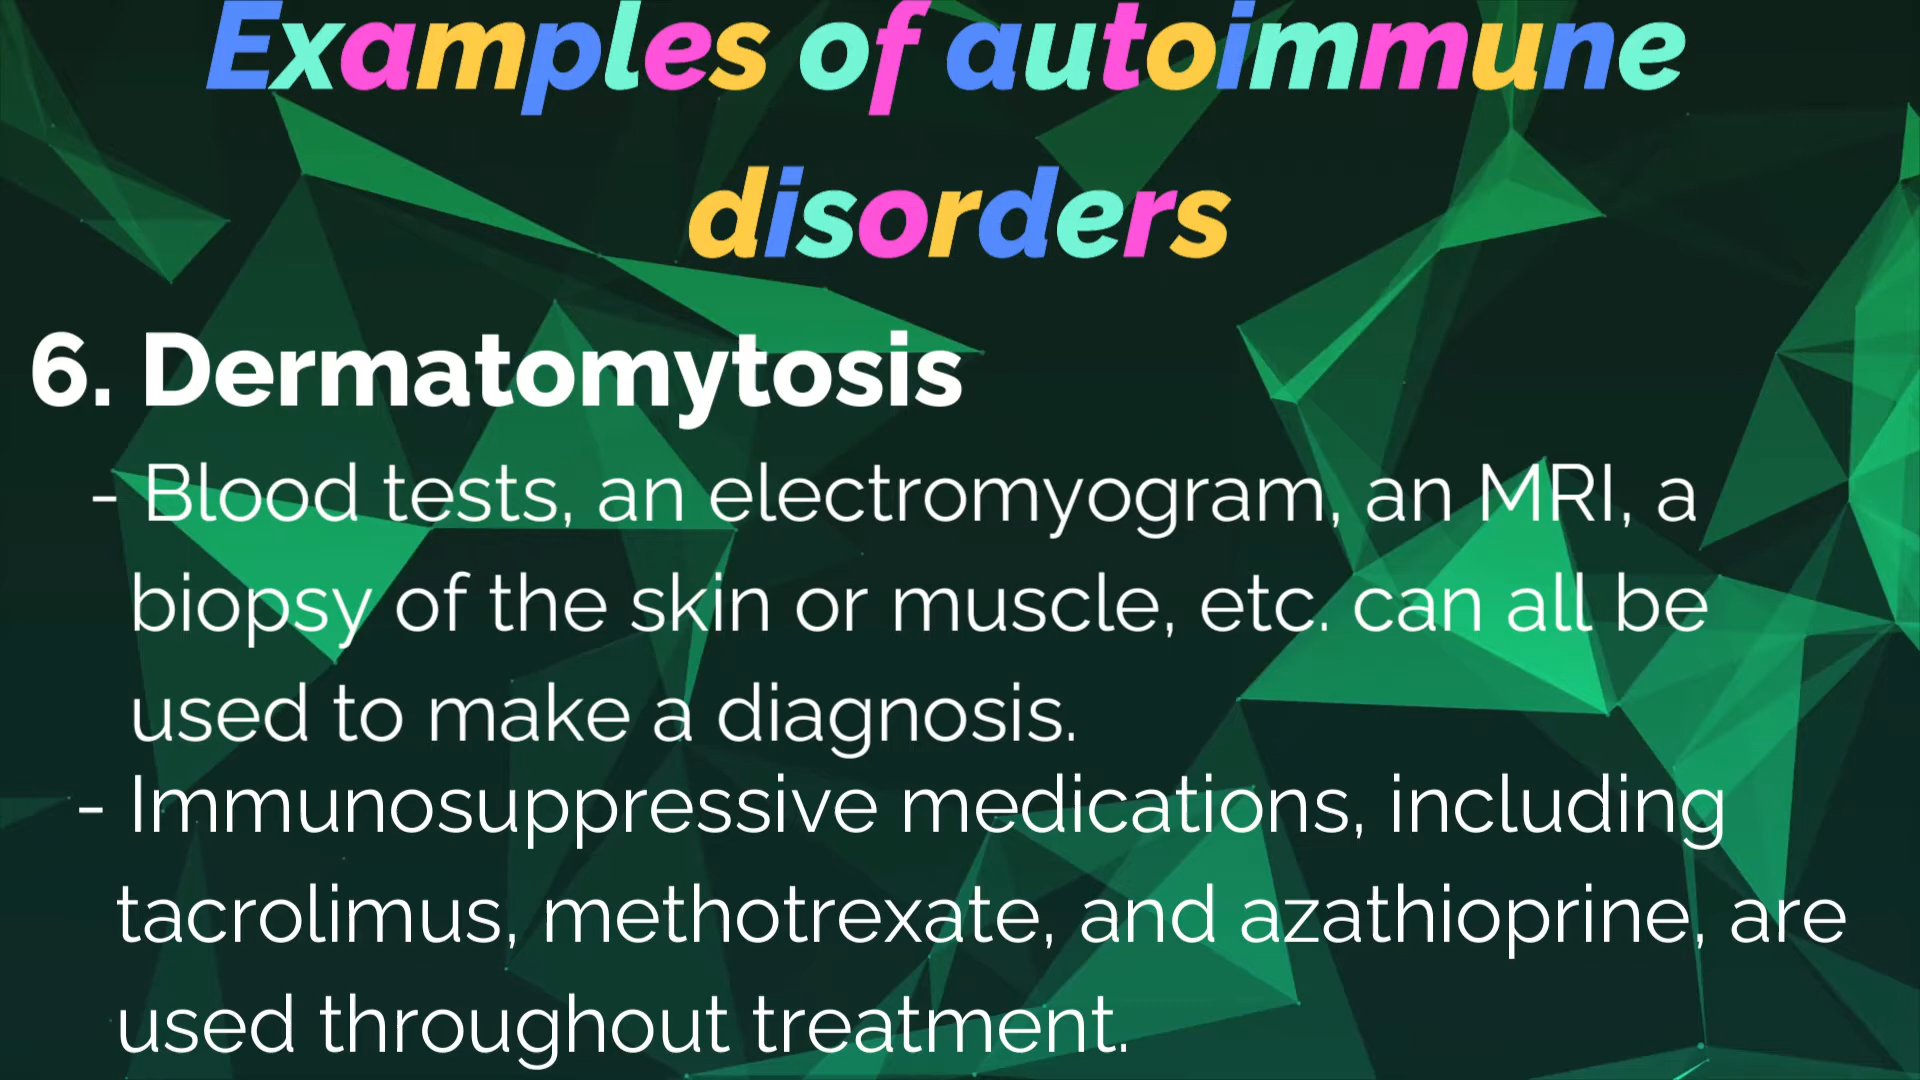 Examples of autoimmune
disorders
6. Dermatomytosis
- Blood tests, an electromyogram, an MRI, a
biopsy of the skin or muscle, etc. can all be
used to make a diagnosis.
- Immunosuppressive medications, including
tacrolimus, methotrexate, and azathioprine, are
used throughout treatment.